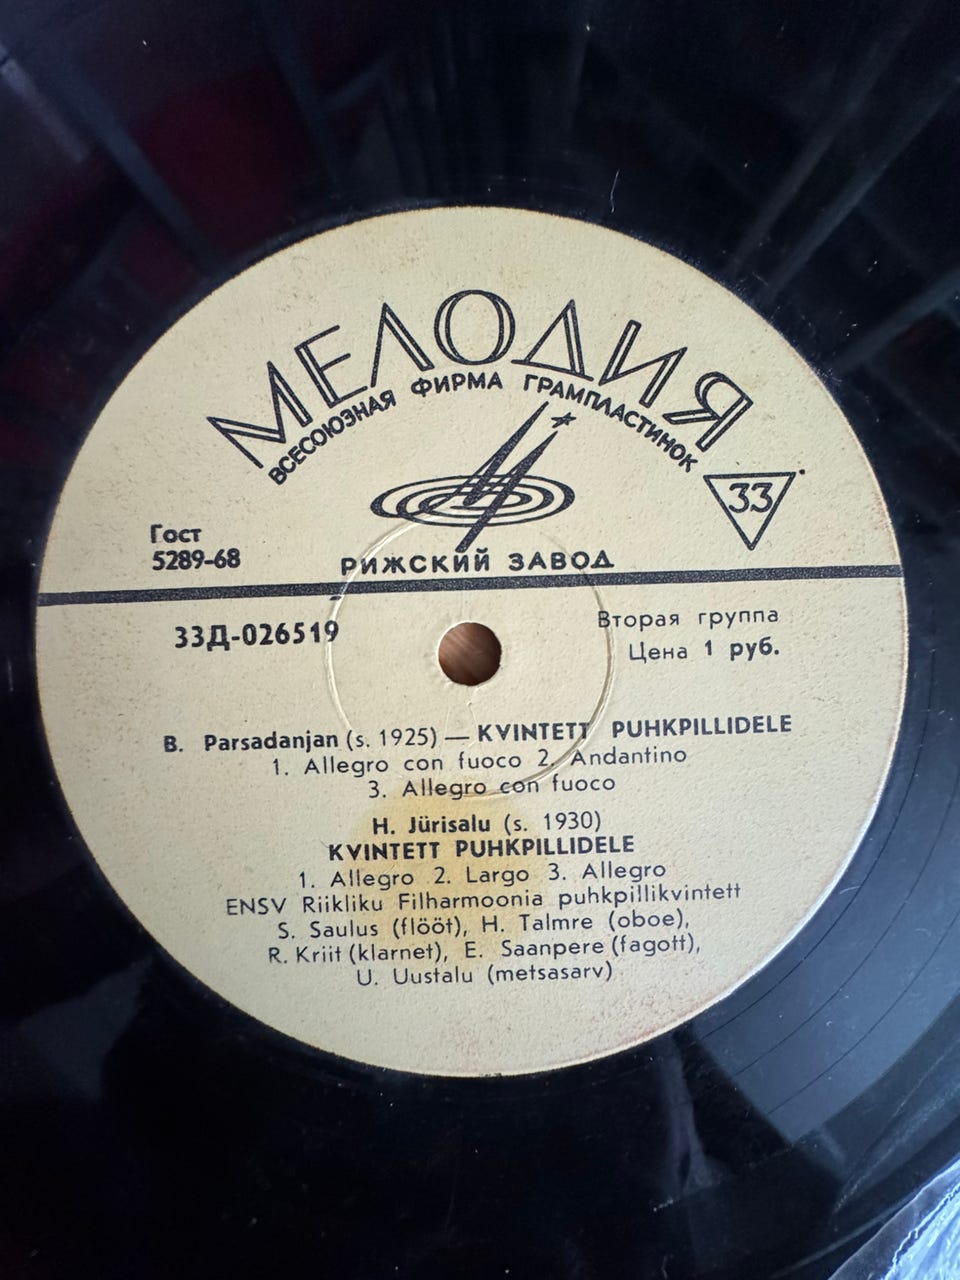 МЕЛОДИЯ
ВСЕСОЮЗНАЯ ФИРМА ГРАМПЛАСТИНОК
33
Гост
5289-68
РИЖСКИЙ ЗАВОД
33Д-026519
Вторая группа
Цена 1 руб.
B. Parsadanjan (s. 1925) — KVINTETT PUHKPILLIDELE
1. Allegro con fuoco 2. Andantino
3. Allegro con fuoco
H. Jürisalu (s. 1930)
KVINTETT PUHKPILLIDELE
1. Allegro 2. Largo 3. Allegro
ENSV Riikliku Filharmoonia puhkpillikvintett
S. Saulus (flööt), H. Talmre (oboe),
R. Kriit (klarnet), E. Saanpere (fagott),
U. Uustalu (metsasarv)